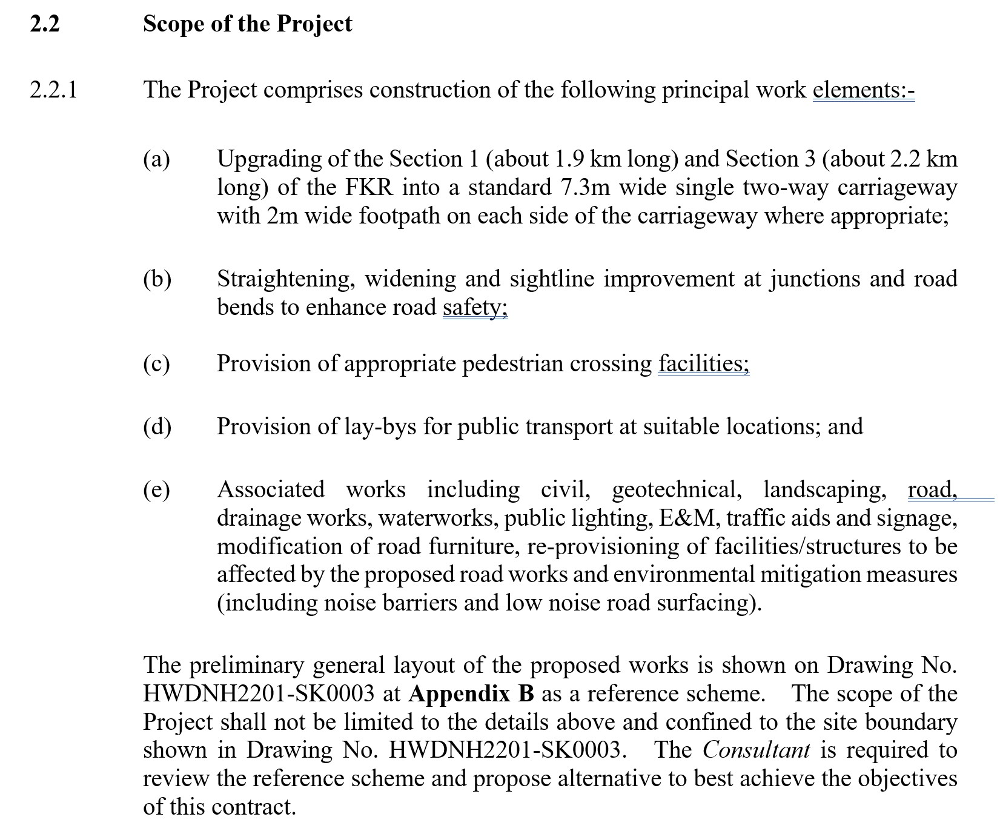 2.2 Scope of the Project
2.2.1 The Project comprises construction of the following principal work elements:-
(a) Upgrading of the Section 1 (about 1.9 km long) and Section 3 (about 2.2 km
long) of the FKR into a standard 7.3m wide single two-way carriageway
with 2m wide footpath on each side of the carriageway where appropriate;
(b) Straightening, widening and sightline improvement at junctions and road
bends to enhance road safety;
(c) Provision of appropriate pedestrian crossing facilities;
(d) Provision of lay-bys for public transport at suitable locations; and
(e) Associated works including civil, geotechnical, landscaping, road,
drainage works, waterworks, public lighting, E&M, traffic aids and signage,
modification of road furniture, re-provisioning of facilities/structures to be
affected by the proposed road works and environmental mitigation measures
(including noise barriers and low noise road surfacing).
The preliminary general layout of the proposed works is shown on Drawing No.
HWDNH2201-SK0003 at Appendix B as a reference scheme. The scope of the
Project shall not be limited to the details above and confined to the site boundary
shown in Drawing No. HWDNH2201-SK0003. The Consultant is required to
review the reference scheme and propose alternative to best achieve the objectives
of this contract.